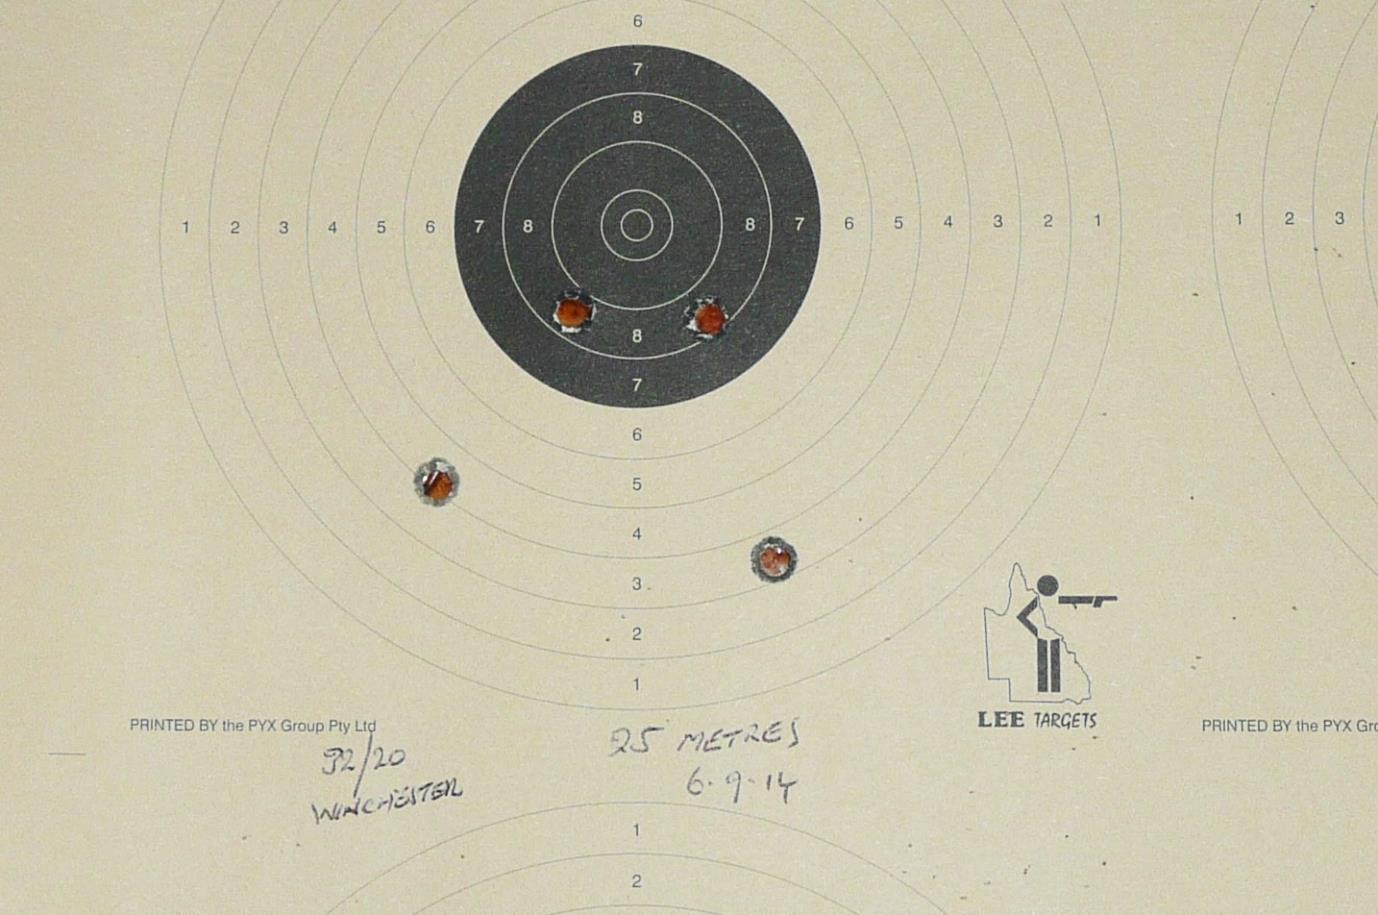 6
7
8
1 2 3 4 5 6 7 8 8 7 6 5 4 3 2 1
1 2 3
8
7
6
5
4
3
2
1
LEE TARGETS
PRINTED BY the PYX Group Pty Ltd
PRINTED BY the PYX Gro
32/20
WINCHESTER
25 METRES
6.9.14
1
2